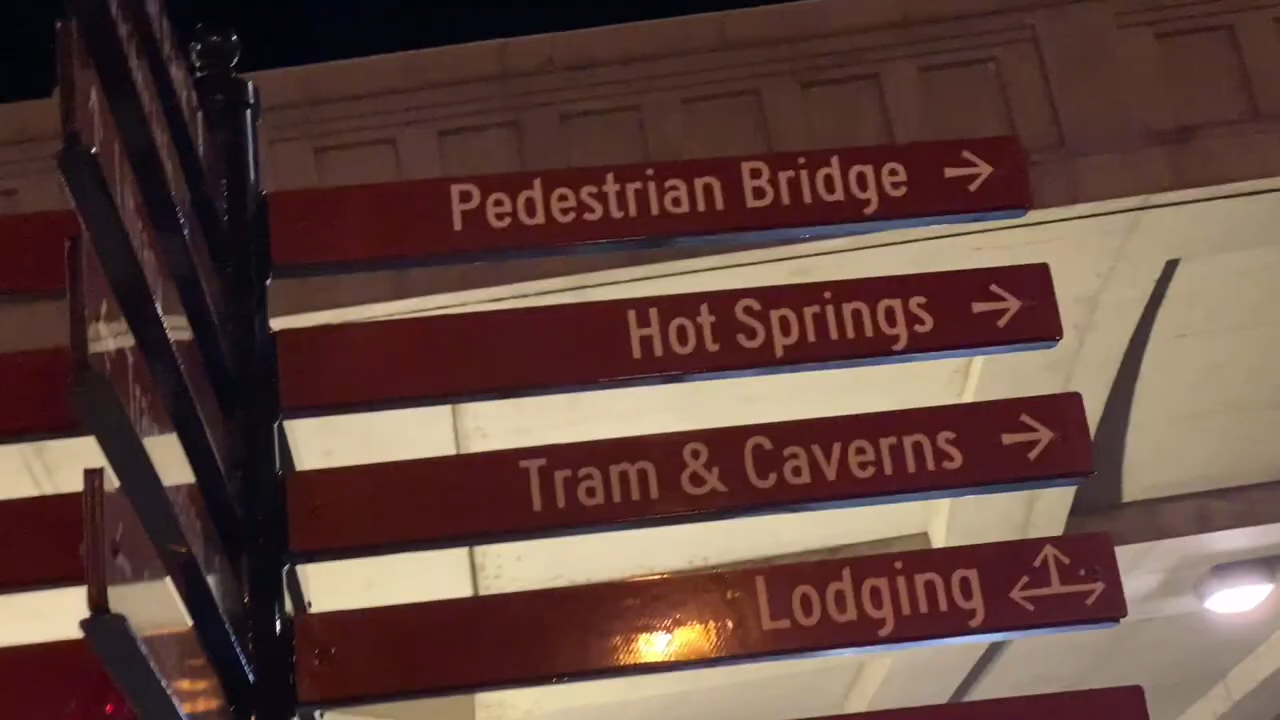 Pedestrian Bridge →
Hot Springs →
Tram & Caverns →
Lodging